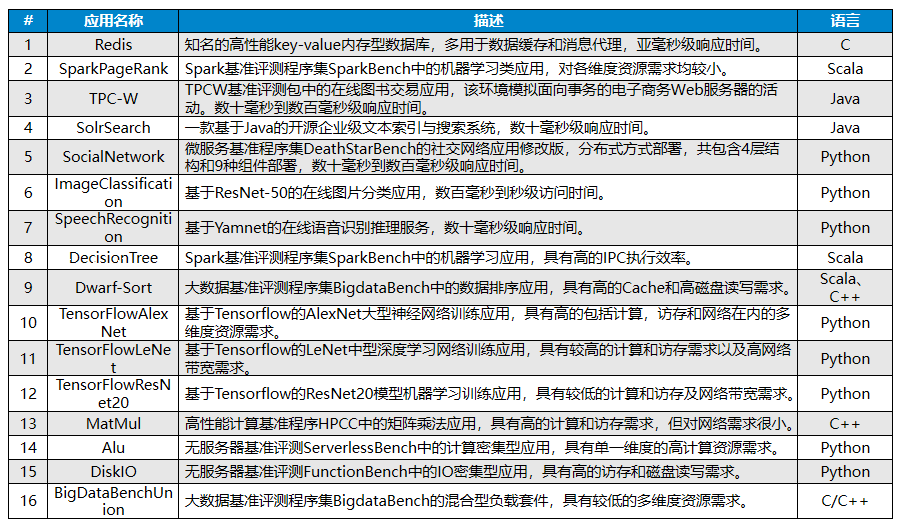 # 应用名称 描述 语言
1 Redis 知名的高性能key-value内存型数据库，多用于数据缓存和消息代理，亚毫秒级响应时间。 C
2 SparkPageRank Spark基准评测程序集SparkBench中的机器学习类应用，对各维度资源需求均较小。 Scala
3 TPC-W TPCW基准评测包中的在线图书交易应用，该环境模拟面向事务的电子商务Web服务器的活
动。数十毫秒到数百毫秒级响应时间。 Java
4 SolrSearch 一款基于Java的开源企业级文本索引与搜索系统，数十毫秒级响应时间。 Java
5 SocialNetwork 微服务基准程序集DeathStarBench的社交网络应用修改版，分布式方式部署，共包含4层结
构和9种组件部署，数十毫秒到数百毫秒级响应时间。 Python
6 ImageClassificati
on 基于ResNet-50的在线图片分类应用，数百毫秒到秒级访问时间。 Python
7 SpeechRecogniti
on 基于Yamnet的在线语音识别推理服务，数十毫秒级响应时间。 Python
8 DecisionTree Spark基准评测程序集SparkBench中的机器学习应用，具有高的IPC执行效率。 Scala
9 Dwarf-Sort 大数据基准评测程序集BigdataBench中的数据排序应用，具有高的Cache和高磁盘读写需求。 Scala、
C++
10 TensorFlowAlex
Net 基于Tensorflow的AlexNet大型神经网络训练应用，具有高的包括计算，访存和网络在内的多
维度资源需求。 Python
11 TensorFlowLeNe
t 基于Tensorflow的LeNet中型深度学习网络训练应用，具有较高的计算和访存需求以及高网络
带宽需求。 Python
12 TensorFlowResN
et20 基于Tensorflow的ResNet20模型机器学习训练应用，具有较低的计算和访存及网络带宽需求。 Python
13 MatMul 高性能计算基准程序HPCC中的矩阵乘法应用，具有高的计算和访存需求，但对网络需求很小。 C++
14 Alu 无服务器基准评测ServerlessBench中的计算密集型应用，具有单一维度的高计算资源需求。 Python
15 DiskIO 无服务器基准评测FunctionBench中的IO密集型应用，具有高的访存和磁盘读写需求。 Python
16 BigDataBenchUn
ion 大数据基准评测程序集BigdataBench的混合型负载套件，具有较低的多维度资源需求。 C/C++